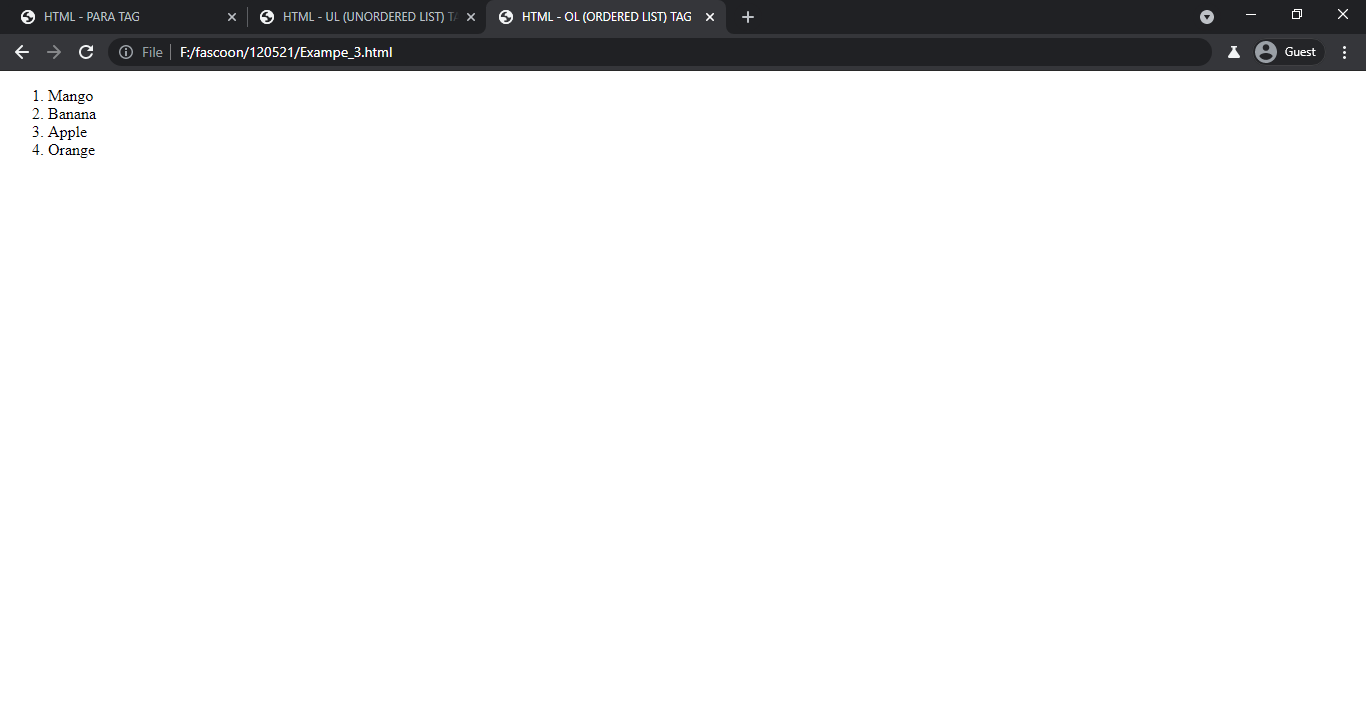 HTML - PARA TAG
HTML - UL (UNORDERED LIST)
HTML - OL (ORDERED LIST) TAG
File
F:/fascoon/120521/Exampe_3.html
Guest
1. Mango
2. Banana
3. Apple
4. Orange